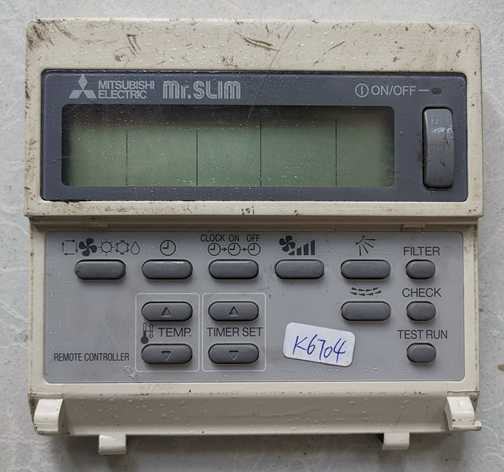 MITSUBISHI
ELECTRIC
Mr.SLIM
ON/OFF
CLOCK ON OFF
FILTER
CHECK
TEMP.
TIMER SET
TEST RUN
REMOTE CONTROLLER
K6704